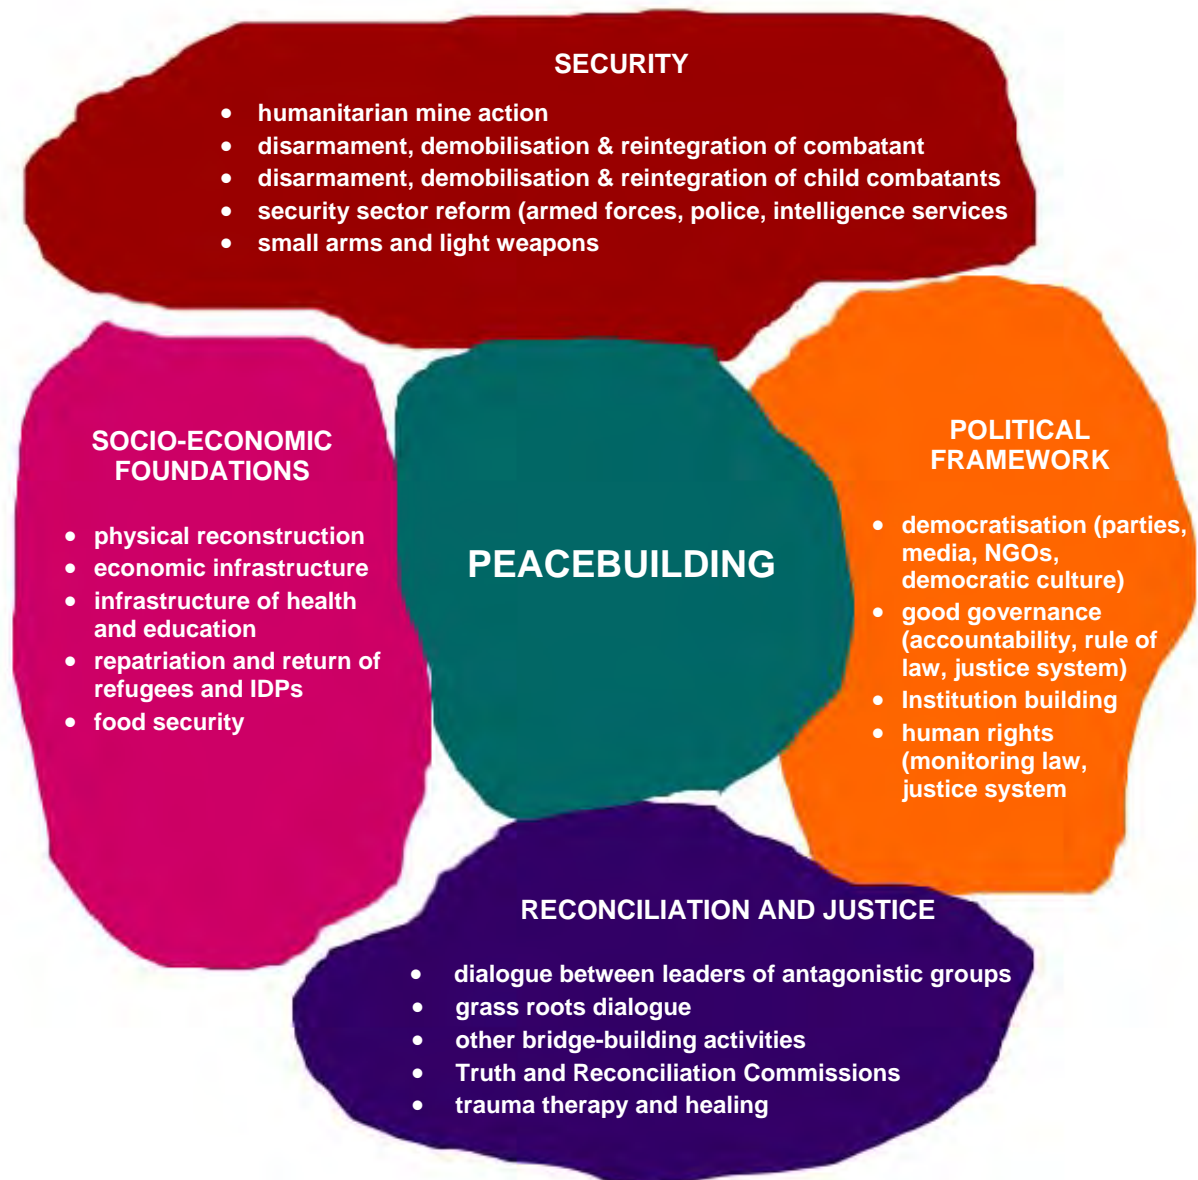 SECURITY
• humanitarian mine action
• disarmament, demobilisation & reintegration of combatant
• disarmament, demobilisation & reintegration of child combatants
• security sector reform (armed forces, police, intelligence services
• small arms and light weapons
SOCIO-ECONOMIC
FOUNDATIONS
• physical reconstruction
• economic infrastructure
• infrastructure of health
and education
• repatriation and return of
refugees and IDPs
• food security
PEACEBUILDING
POLITICAL
FRAMEWORK
• democratisation (parties,
media, NGOs,
democratic culture)
• good governance
(accountability, rule of
law, justice system)
• Institution building
• human rights
(monitoring law,
justice system
RECONCILIATION AND JUSTICE
• dialogue between leaders of antagonistic groups
• grass roots dialogue
• other bridge-building activities
• Truth and Reconciliation Commissions
• trauma therapy and healing